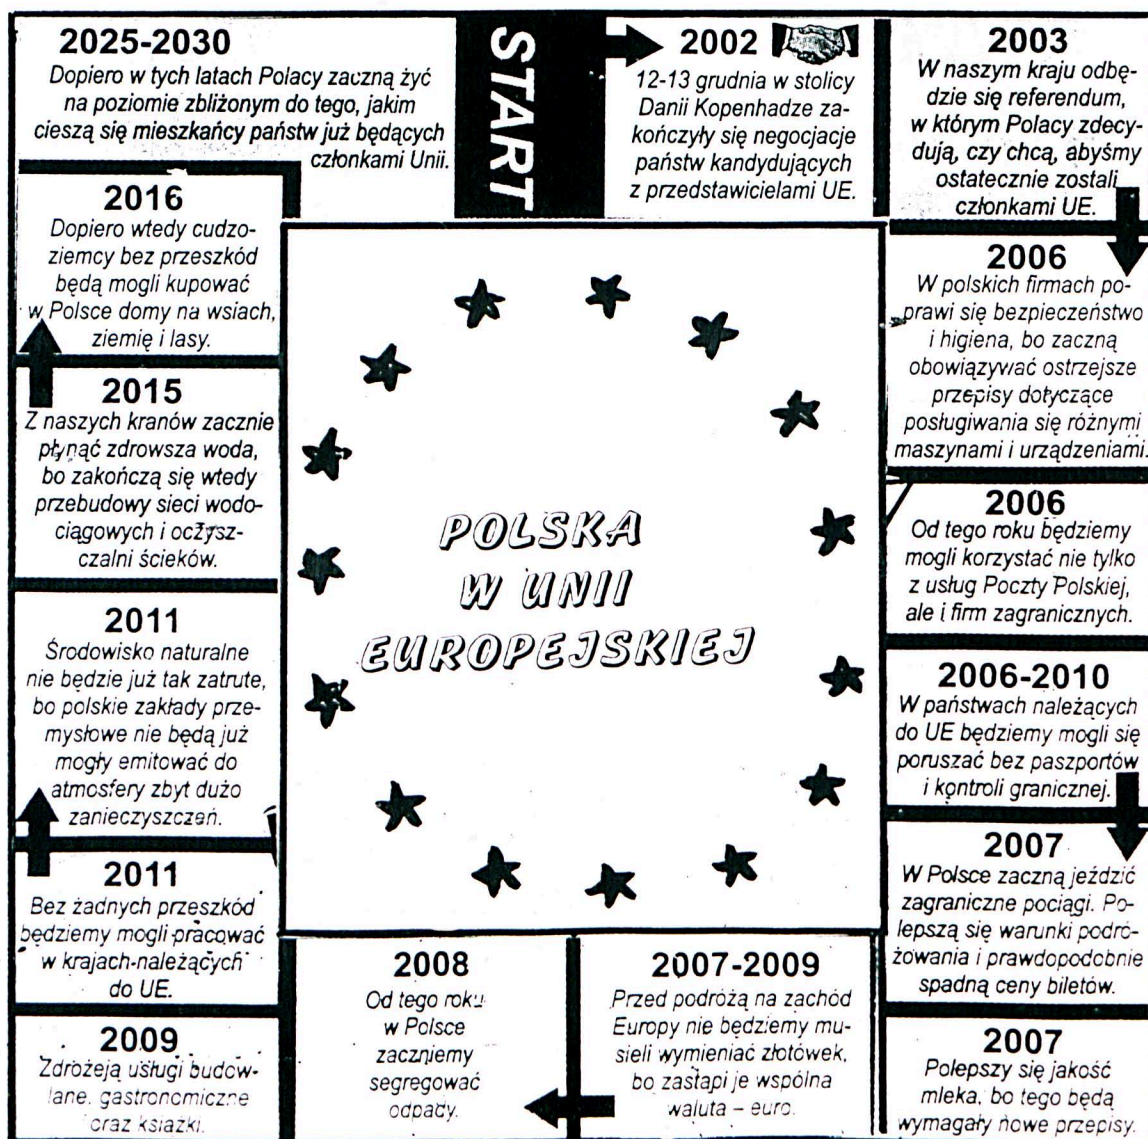 START
2002
12-13 grudnia w stolicy
Danii Kopenhadze za-
kończyły się negocjacje
państw kandydujących
z przedstawicielami UE.
2003
W naszym kraju odbę-
dzie się referendum,
w którym Polacy zdecy-
dują, czy chcą, abyśmy
ostatecznie zostali
członkami UE.
2006
W polskich firmach po-
prawi się bezpieczeństwo
i higiena, bo zaczną
obowiązywać ostrzejsze
przepisy dotyczące
posługiwania się różnymi
maszynami i urządzeniami.
2006
Od tego roku będziemy
mogli korzystać nie tylko
z usług Poczty Polskiej,
ale i firm zagranicznych.
2006-2010
W państwach należących
do UE będziemy mogli się
poruszać bez paszportów
i kontroli granicznej.
2007
W Polsce zaczną jeździć
zagraniczne pociągi. Po-
lepszą się warunki podró-
żowania i prawdopodobnie
spadną ceny biletów.
2007
Polepszy się jakość
mleka, bo tego będą
wymagały nowe przepisy.
2007-2009
Przed podróżą na zachód
Europy nie będziemy mu-
sieli wymieniać złotówek,
bo zastąpi je wspólna
waluta – euro.
2008
Od tego roku
w Polsce
zaczniemy
segregować
odpady.
2009
Zdrożeją usługi budow-
lane, gastronomiczne
oraz książki.
2011
Bez żadnych przeszkód
będziemy mogli pracować
w krajach należących
do UE.
2011
Środowisko naturalne
nie będzie już tak zatrute,
bo polskie zakłady prze-
mysłowe nie będą już
mogły emitować do
atmosfery zbyt dużo
zanieczyszczeń.
2015
Z naszych kranów zacznie
płynąć zdrowsza woda,
bo zakończą się wtedy
przebudowy sieci wodo-
ciągowych i oczysz-
czalni ścieków.
2016
Dopiero wtedy cudzo-
ziemcy bez przeszkód
będą mogli kupować
w Polsce domy na wsiach,
ziemię i lasy.
2025-2030
Dopiero w tych latach Polacy zaczną żyć
na poziomie zbliżonym do tego, jakim
cieszą się mieszkańcy państw już będących
członkami Unii.
POLSKA
W UNII
EUROPEJSKIEJ